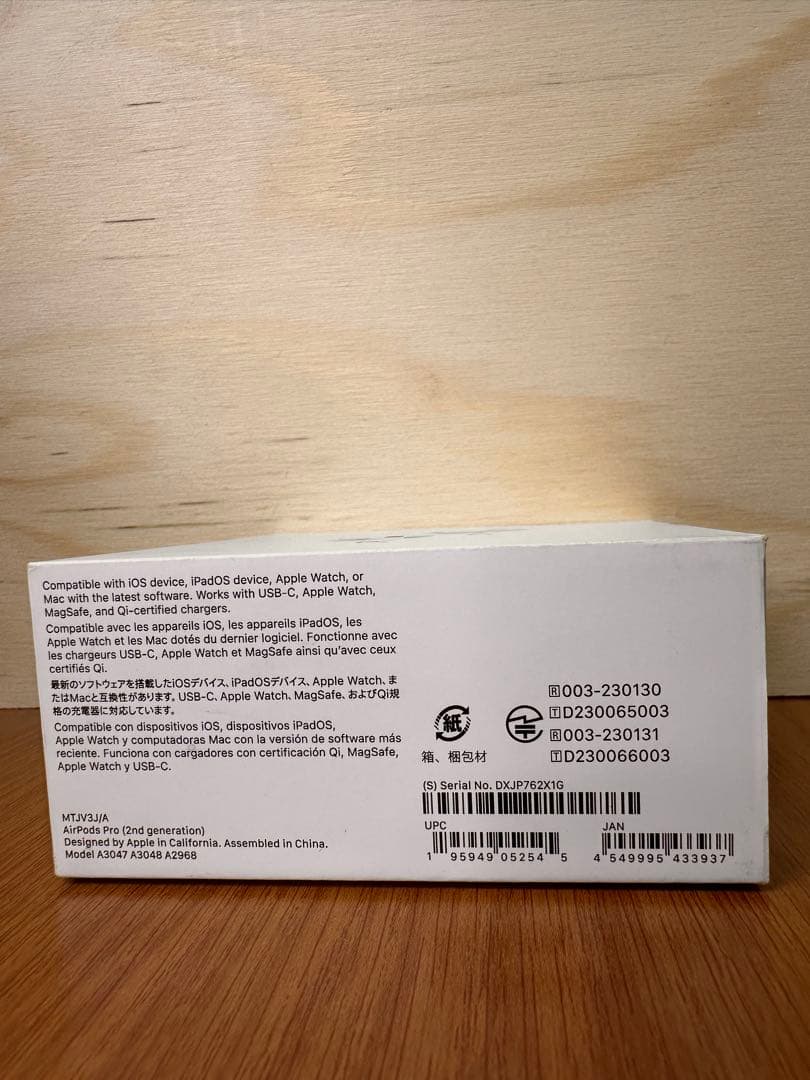 Compatible with iOS device, iPadOS device, Apple Watch, or
Mac with the latest software. Works with USB-C, Apple Watch,
MagSafe, and Qi-certified chargers.
Compatible avec les appareils iOS, les appareils iPadOS, les
Apple Watch et les Mac dotés du dernier logiciel. Fonctionne avec
les chargeurs USB-C, Apple Watch et MagSafe ainsi qu'avec ceux
certifiés Qi.
最新のソフトウェアを搭載したiOSデバイス、iPadOSデバイス、Apple Watch、ま
たはMacと互換性があります。USB-C、Apple Watch、MagSafe、およびQi規
格の充電器に対応しています。
Compatible con dispositivos iOS, dispositivos iPadOS,
Apple Watch y computadoras Mac con la versión de software más
reciente. Funciona con cargadores con certificación Qi, MagSafe,
Apple Watch y USB-C.
MTJV3J/A
AirPods Pro (2nd generation)
Designed by Apple in California. Assembled in China.
Model A3047 A3048 A2968
紙
箱、梱包材
R 003-230130
T D230065003
R 003-230131
T D230066003
(S) Serial No. DXJP762X1G
UPC
1 95949 05254 5
JAN
4 549995 433937